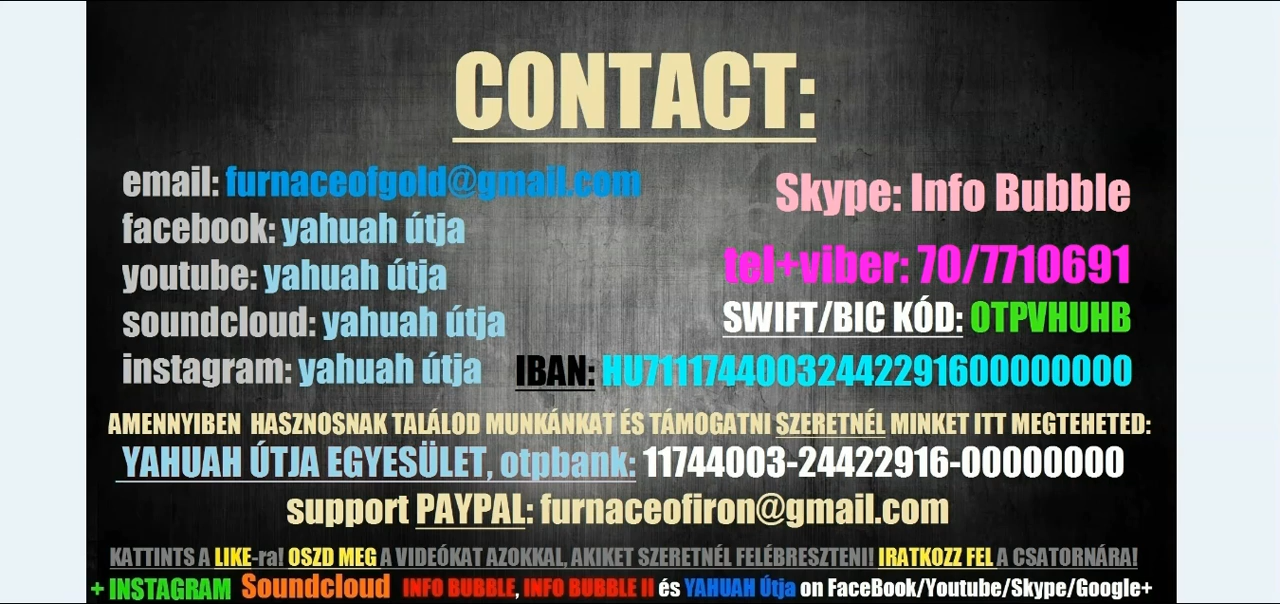 CONTACT:
email: furnaceofgold@gmail.com
facebook: yahuah útja
youtube: yahuah útja
soundcloud: yahuah útja
instagram: yahuah útja
Skype: Info Bubble
tel+viber: 70/7710691
SWIFT/BIC KÓD: OTPVHUHB
IBAN: HU71117440032442291600000000
AMENNYIBEN HASZNOSNAK TALÁLOD MUNKÁNKAT ÉS TÁMOGATNI SZERETNÉL MINKET ITT MEGTEHETED:
YAHUAH ÚTJA EGYESÜLET, otpbank: 11744003-24422916-00000000
support PAYPAL: furnaceofiron@gmail.com
KATTINTS A LIKE-ra! OSZD MEG A VIDEÓKAT AZOKKAL, AKIKET SZERETNÉL FELÉBRESZTENI! IRATKOZZ FEL A CSATORNÁRA!
+ INSTAGRAM Soundcloud INFO BUBBLE, INFO BUBBLE II és YAHUAH Útja on FaceBook/Youtube/Skype/Google+